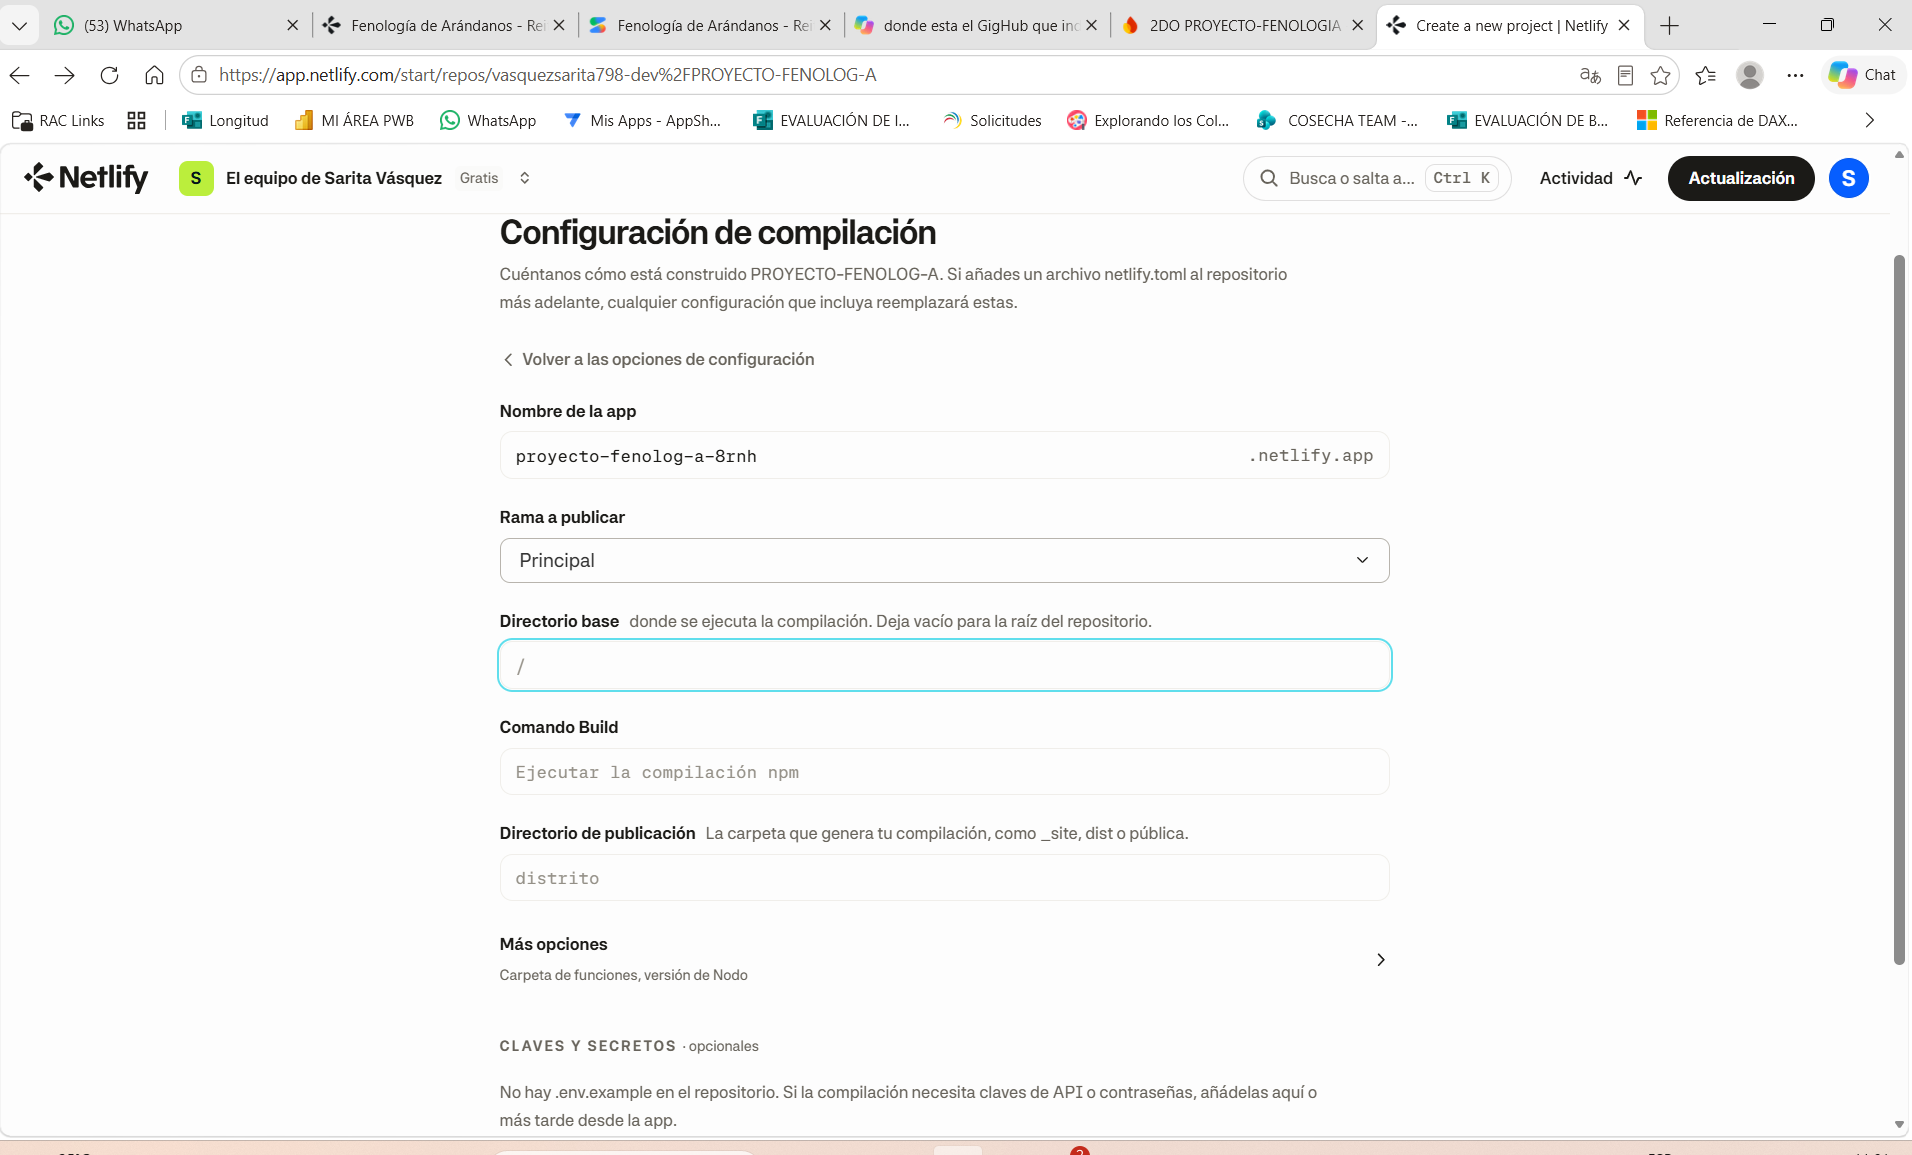 (53) WhatsApp
Fenología de Arándanos - Rei
Fenología de Arándanos - Rei
donde esta el GigHub que inc
2DO PROYECTO-FENOLOGIA
Create a new project | Netlify
https://app.netlify.com/start/repos/vasquezsarita798-dev%2FPROYECTO-FENOLOG-A
Chat
RAC Links
Longitud
MI ÁREA PWB
WhatsApp
Mis Apps - AppSh...
EVALUACIÓN DE I...
Solicitudes
Explorando los Col...
COSECHA TEAM -...
EVALUACIÓN DE B...
Referencia de DAX...
Netlify
S
El equipo de Sarita Vásquez
Gratis
Busca o salta a...
Ctrl K
Actividad
Actualización
S
Configuración de compilación
Cuéntanos cómo está construido PROYECTO-FENOLOG-A. Si añades un archivo netlify.toml al repositorio
más adelante, cualquier configuración que incluya reemplazará estas.
Volver a las opciones de configuración
Nombre de la app
proyecto-fenolog-a-8rnh
.netlify.app
Rama a publicar
Principal
Directorio base donde se ejecuta la compilación. Deja vacío para la raíz del repositorio.
/
Comando Build
Ejecutar la compilación npm
Directorio de publicación La carpeta que genera tu compilación, como _site, dist o pública.
distrito
Más opciones
Carpeta de funciones, versión de Nodo
CLAVES Y SECRETOS · opcionales
No hay .env.example en el repositorio. Si la compilación necesita claves de API o contraseñas, añádelas aquí o
más tarde desde la app.